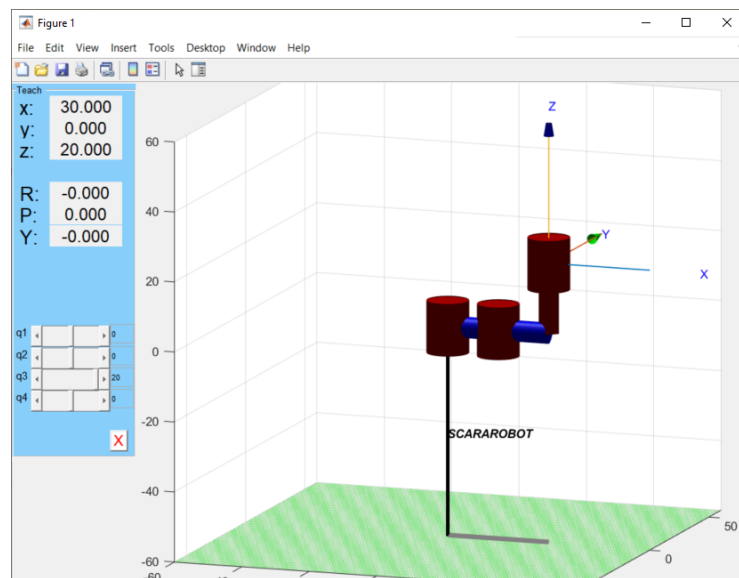 Figure 1
File Edit View Insert Tools Desktop Window Help
Teach
x: 30.000
y: 0.000
z: 20.000
R: -0.000
P: 0.000
Y: -0.000
q1 0
q2 0
q3 20
q4 0
X
60
40
20
0
-20
-40
-60
-60
0
50
Z
Y
X
SCARAROBOT